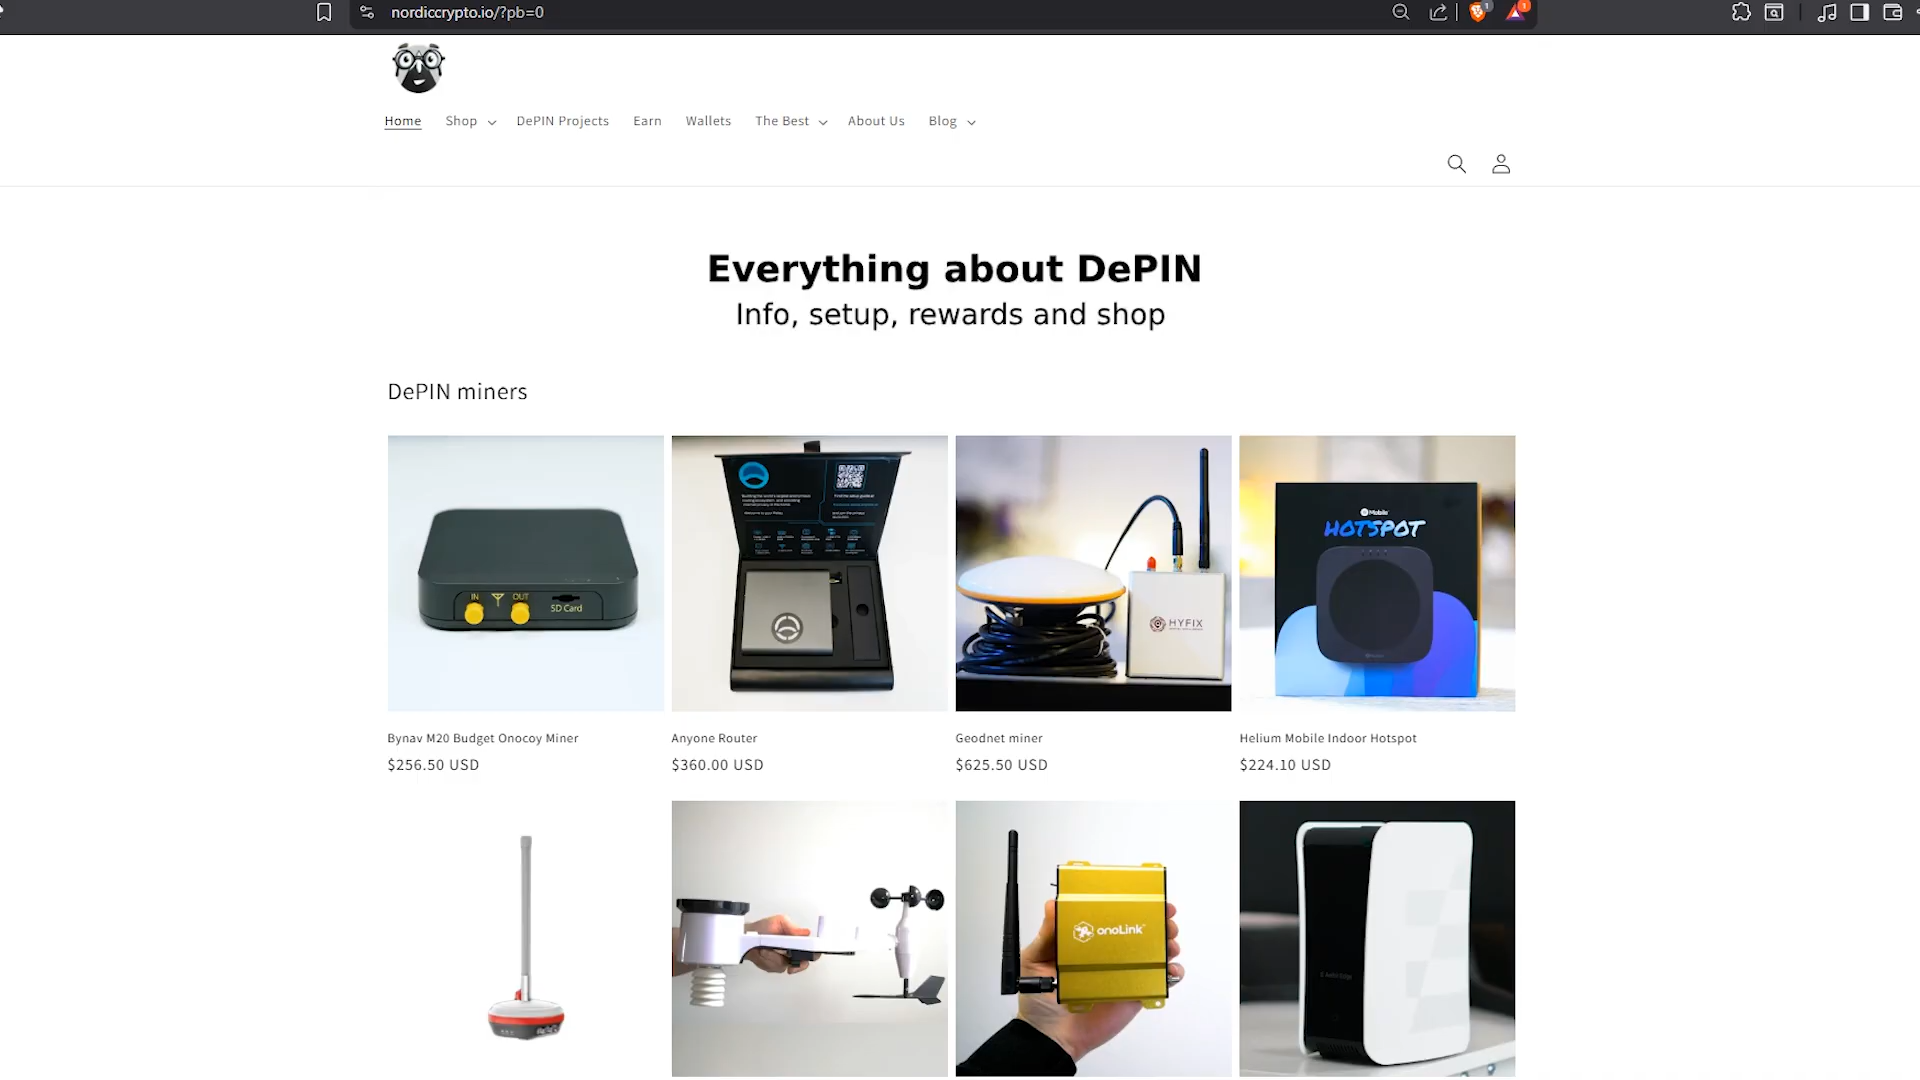 nordiccrypto.io/?pb=0
1
1
Home
Shop
DePIN Projects
Earn
Wallets
The Best
About Us
Blog
Everything about DePIN
Info, setup, rewards and shop
DePIN miners
IN
OUT
SD Card
HYFIX
Mobile
HOTSPOT
Bynav M20 Budget Onocoy Miner
Anyone Router
Geodnet miner
Helium Mobile Indoor Hotspot
$256.50 USD
$360.00 USD
$625.50 USD
$224.10 USD
onoLink